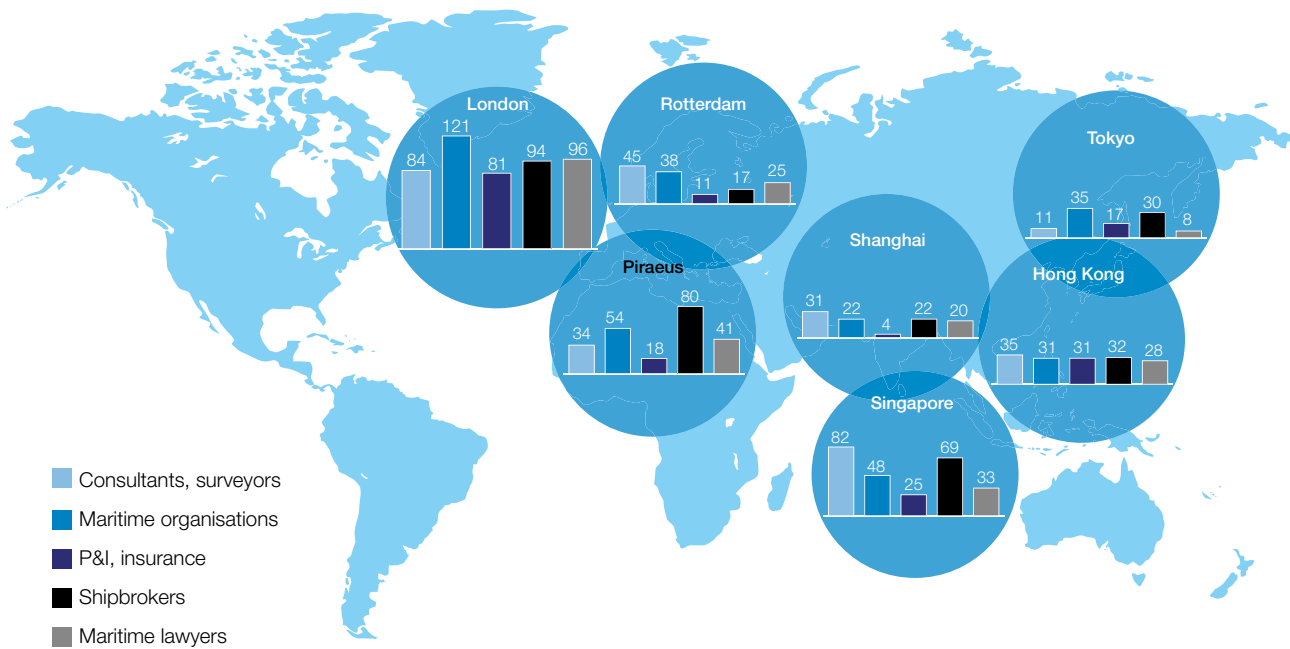 London
84 121 81 94 96
Rotterdam
45 38 11 17 25
Tokyo
11 35 17 30 8
Shanghai
31 22 4 22 20
Piraeus
34 54 18 80 41
Hong Kong
35 31 31 32 28
Singapore
82 48 25 69 33
Consultants, surveyors
Maritime organisations
P&I, insurance
Shipbrokers
Maritime lawyers